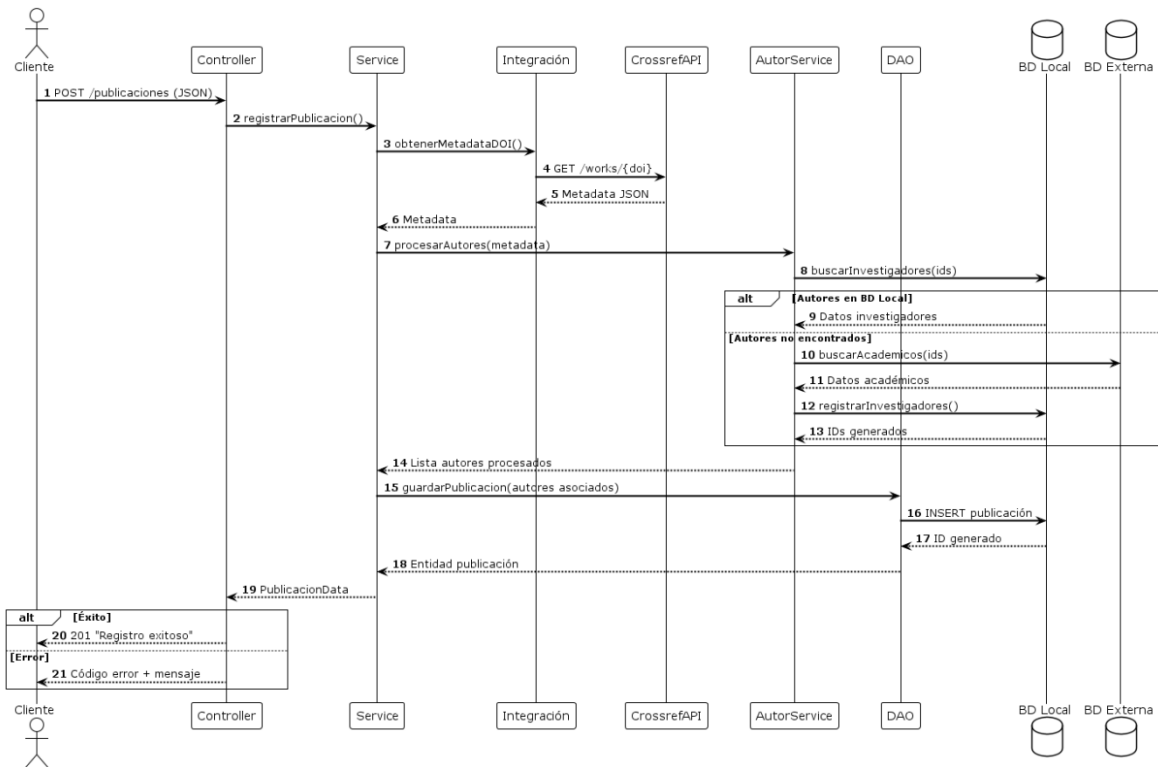 Cliente
Controller
Service
Integración
CrossrefAPI
AutorService
DAO
BD Local
BD Externa
1 POST /publicaciones (JSON)
2 registrarPublicacion()
3 obtenerMetadataDOI()
4 GET /works/{doi}
5 Metadata JSON
6 Metadata
7 procesarAutores(metadata)
8 buscarInvestigadores(ids)
alt [Autores en BD Local]
9 Datos investigadores
[Autores no encontrados]
10 buscarAcademicos(ids)
11 Datos académicos
12 registrarInvestigadores()
13 IDs generados
14 Lista autores procesados
15 guardarPublicacion(autores asociados)
16 INSERT publicación
17 ID generado
18 Entidad publicación
19 PublicacionData
alt [Éxito]
20 201 "Registro exitoso"
[Error]
21 Código error + mensaje
Cliente
Controller
Service
Integración
CrossrefAPI
AutorService
DAO
BD Local
BD Externa